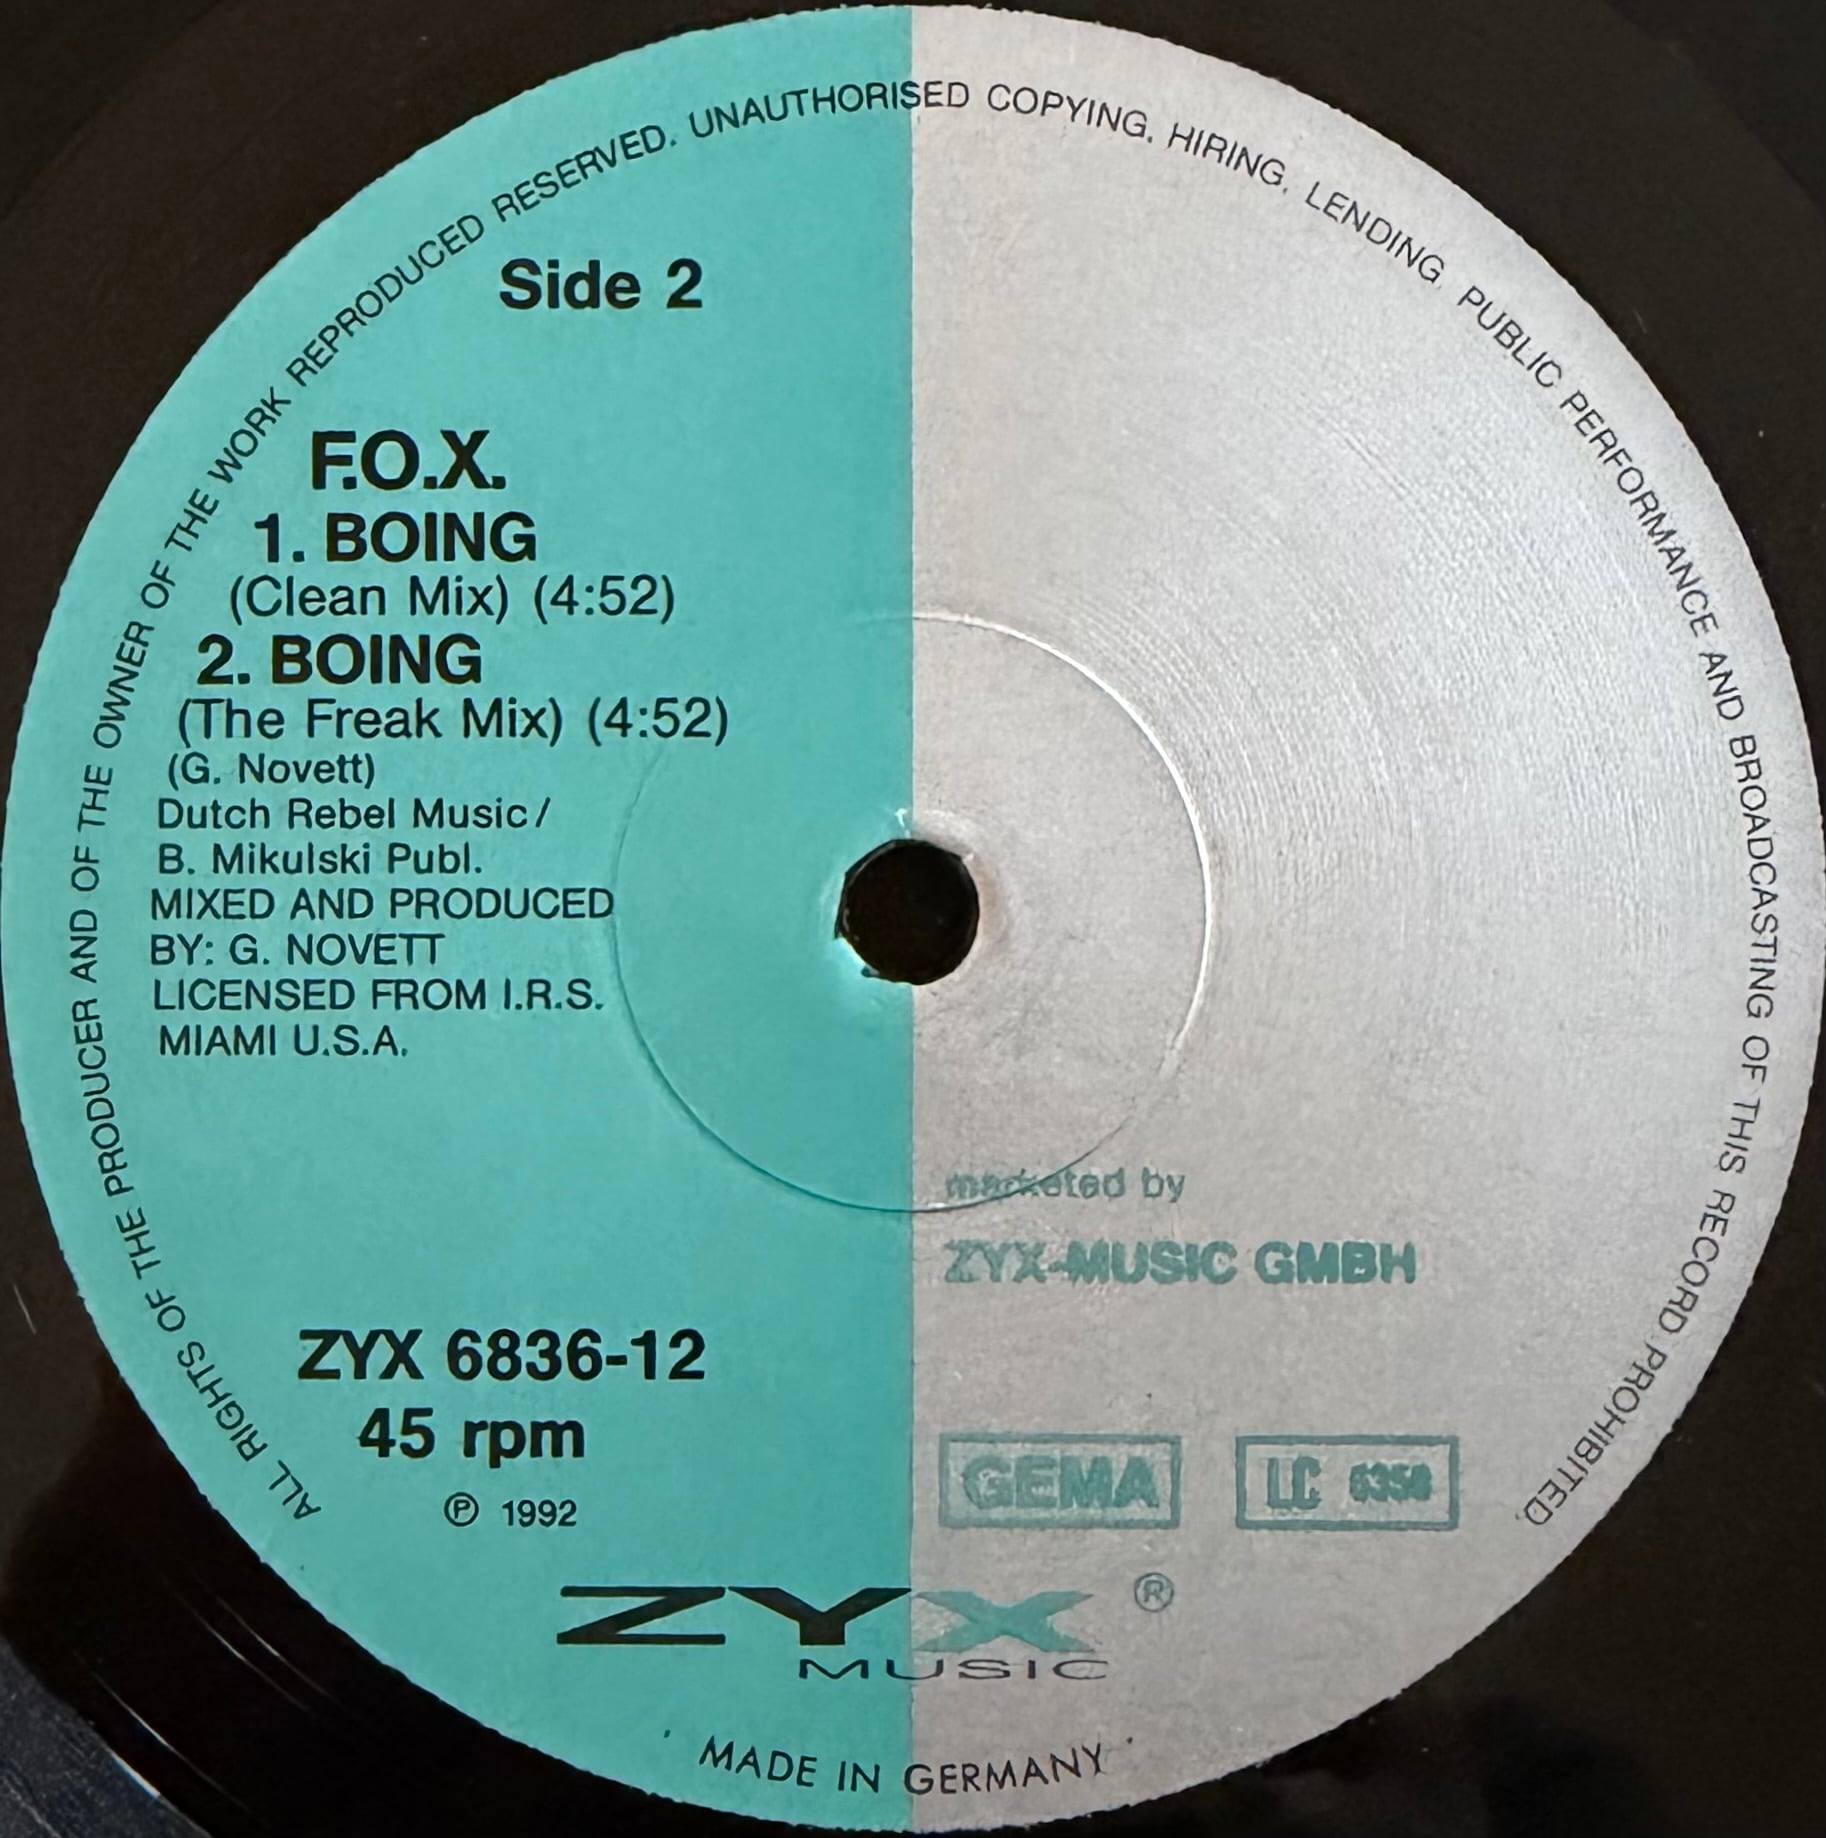 ALL RIGHTS OF THE PRODUCER AND OF THE OWNER OF THE WORK REPRODUCED RESERVED. UNAUTHORISED COPYING, HIRING, LENDING, PUBLIC PERFORMANCE AND BROADCASTING OF THIS RECORD PROHIBITED.
Side 2
F.O.X.
1. BOING
(Clean Mix) (4:52)
2. BOING
(The Freak Mix) (4:52)
(G. Novett)
Dutch Rebel Music/
B. Mikulski Publ.
MIXED AND PRODUCED
BY: G. NOVETT
LICENSED FROM I.R.S.
MIAMI U.S.A.
marketed by
ZYX-MUSIC GMBH
ZYX 6836-12
45 rpm
℗ 1992
GEMA
LC 6350
ZYX ®
MUSIC
MADE IN GERMANY